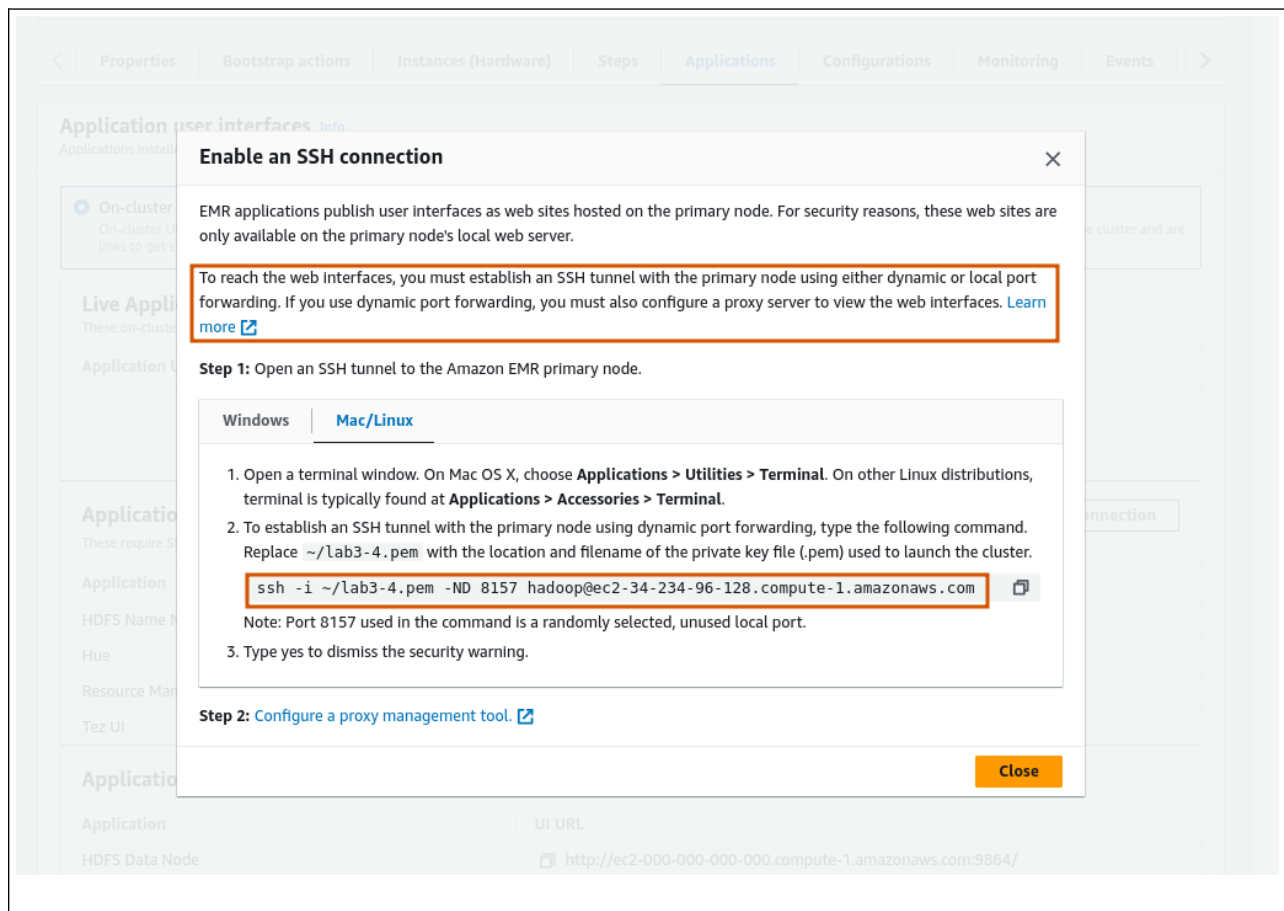 Properties
Bootstrap actions
Instances (Hardware)
Steps
Applications
Configurations
Monitoring
Events
Application user interfaces Info
Applications install
On-cluster
On-cluster U
links to get s
e cluster and are
Live Appli
These on-cluste
Application U
Enable an SSH connection
EMR applications publish user interfaces as web sites hosted on the primary node. For security reasons, these web sites are
only available on the primary node's local web server.
To reach the web interfaces, you must establish an SSH tunnel with the primary node using either dynamic or local port
forwarding. If you use dynamic port forwarding, you must also configure a proxy server to view the web interfaces. Learn
more
Step 1: Open an SSH tunnel to the Amazon EMR primary node.
Windows
Mac/Linux
1. Open a terminal window. On Mac OS X, choose Applications > Utilities > Terminal. On other Linux distributions,
terminal is typically found at Applications > Accessories > Terminal.
2. To establish an SSH tunnel with the primary node using dynamic port forwarding, type the following command.
Replace ~/lab3-4.pem with the location and filename of the private key file (.pem) used to launch the cluster.
ssh -i ~/lab3-4.pem -ND 8157 hadoop@ec2-34-234-96-128.compute-1.amazonaws.com
Note: Port 8157 used in the command is a randomly selected, unused local port.
3. Type yes to dismiss the security warning.
Step 2: Configure a proxy management tool.
Close
Applicatio
These require S
nnection
Application
HDFS Name N
Hue
Resource Man
Tez UI
Applicatio
Application
UI URL
HDFS Data Node
http://ec2-000-000-000-000.compute-1.amazonaws.com:9864/